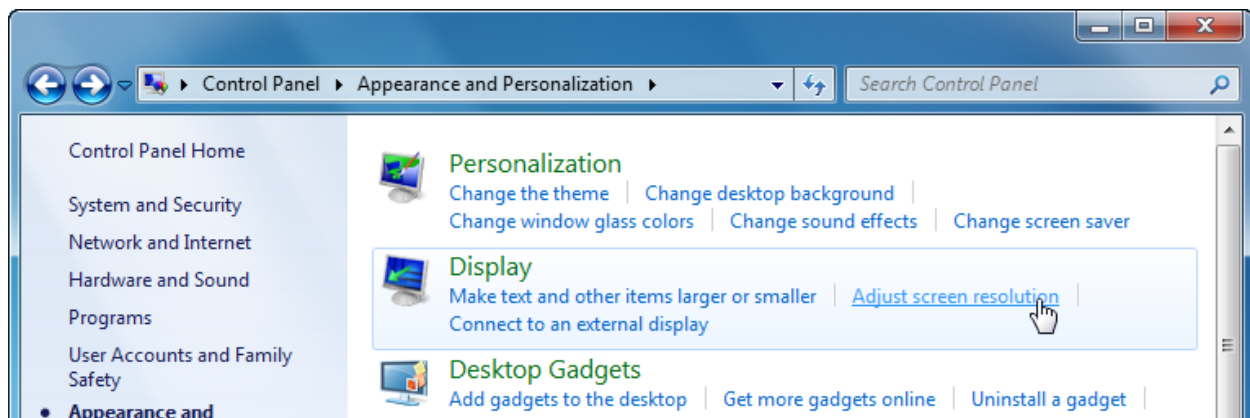 Control Panel Appearance and Personalization Search Control Panel
Control Panel Home
System and Security
Network and Internet
Hardware and Sound
Programs
User Accounts and Family
Safety
Appearance and
Personalization
Change the theme Change desktop background
Change window glass colors Change sound effects Change screen saver
Display
Make text and other items larger or smaller Adjust screen resolution
Connect to an external display
Desktop Gadgets
Add gadgets to the desktop Get more gadgets online Uninstall a gadget